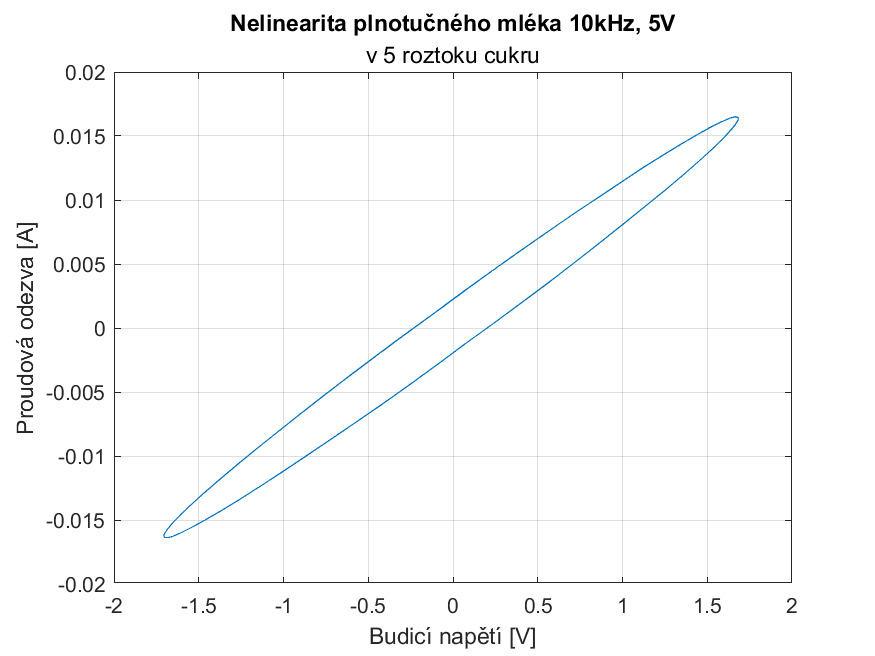 Nelinearita plnotučného mléka 10kHz, 5V
v 5 roztoku cukru
0.02
0.015
0.01
0.005
0
-0.005
-0.01
-0.015
-0.02
Proudová odezva [A]
-2 -1.5 -1 -0.5 0 0.5 1 1.5 2
Budicí napětí [V]